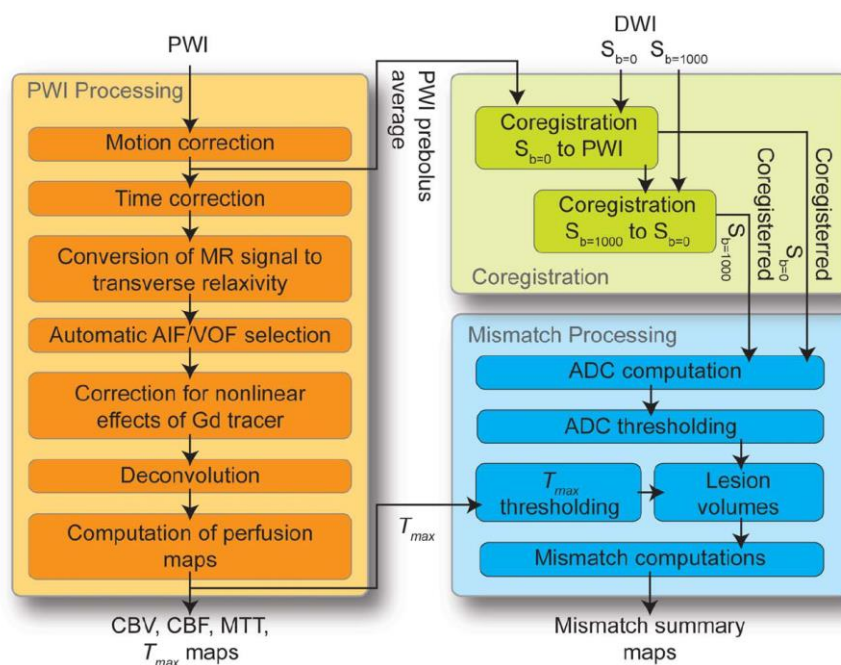 PWI
PWI Processing
Motion correction
Time correction
Conversion of MR signal to
transverse relaxivity
Automatic AIF/VOF selection
Correction for nonlinear
effects of Gd tracer
Deconvolution
Computation of perfusion
maps
CBV, CBF, MTT,
Tmax maps
PWI prebolus
average
Tmax
DWI
Sb=0 Sb=1000
Coregistration
Sb=0 to PWI
Coregistration
Sb=1000 to Sb=0
Coregisterred
Sb=1000
Coregisterred
Sb=0
Coregistration
Mismatch Processing
ADC computation
ADC thresholding
Tmax
thresholding
Lesion
volumes
Mismatch computations
Mismatch summary
maps